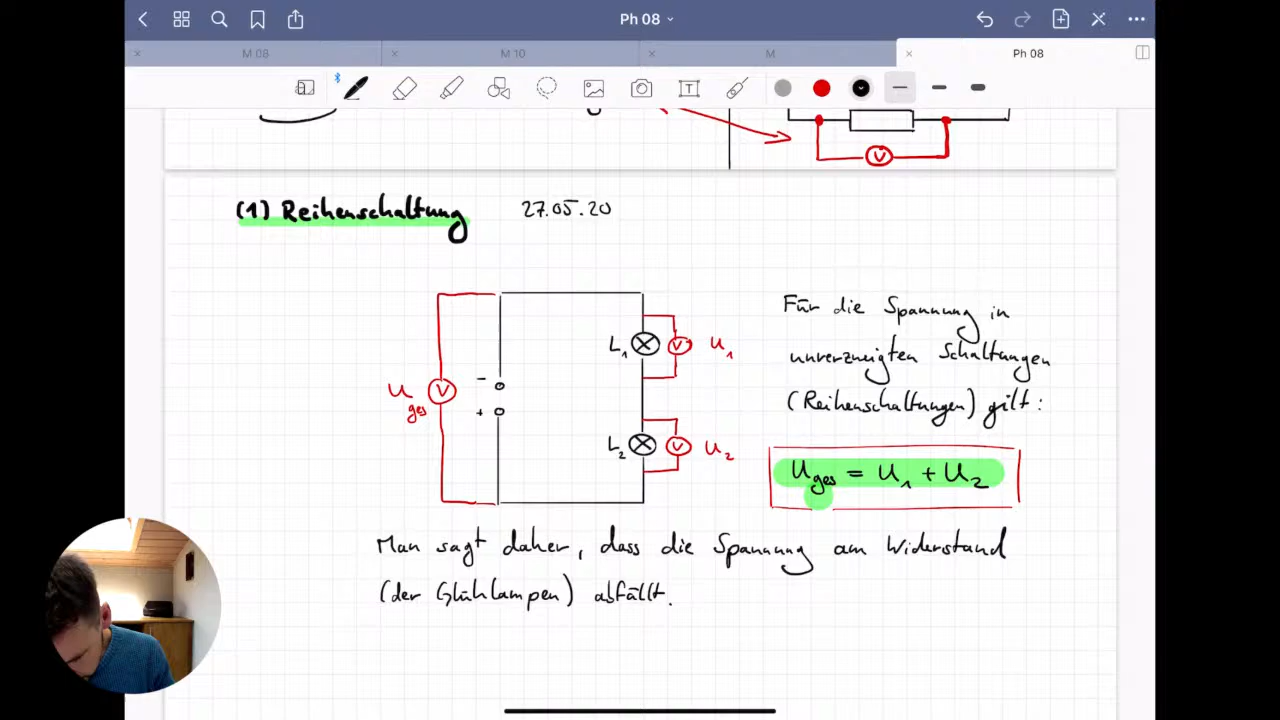 Ph 08
M 08
M 10
M
Ph 08
T
V
(1) Reihenschaltung 27.05.20
Für die Spannung in
unverzweigten Schaltungen
(Reihenschaltungen) gilt:
L1 V U1
U ges V
-
+
L2 V U2
Uges = U1 + U2
Man sagt daher, dass die Spannung am Widerstand
(der Glühlampen) abfällt.